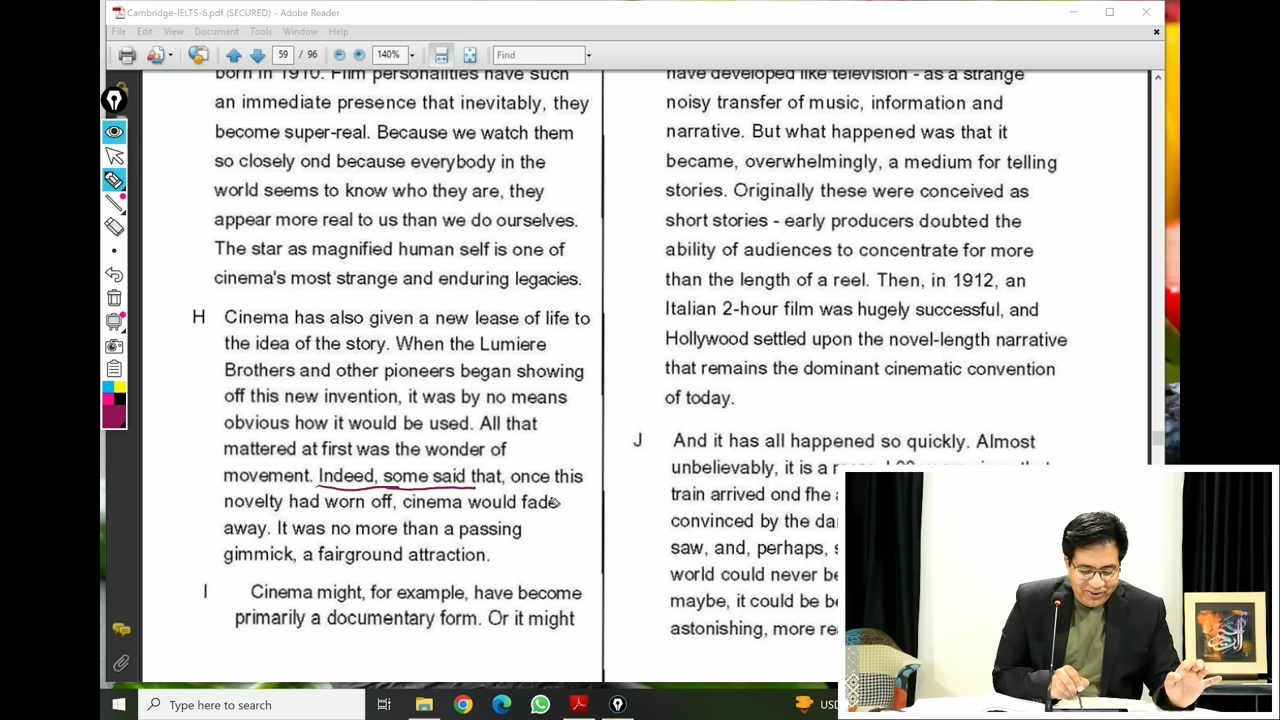 Cambridge-IELTS-6.pdf (SECURED) - Adobe Reader
File Edit View Document Tools Window Help
59 / 96 140% Find
born in 1910. Film personalities have such
an immediate presence that inevitably, they
become super-real. Because we watch them
so closely ond because everybody in the
world seems to know who they are, they
appear more real to us than we do ourselves.
The star as magnified human self is one of
cinema's most strange and enduring legacies.
H Cinema has also given a new lease of life to
the idea of the story. When the Lumiere
Brothers and other pioneers began showing
off this new invention, it was by no means
obvious how it would be used. All that
mattered at first was the wonder of
movement. Indeed, some said that, once this
novelty had worn off, cinema would fade
away. It was no more than a passing
gimmick, a fairground attraction.
I Cinema might, for example, have become
primarily a documentary form. Or it might
have developed like television - as a strange
noisy transfer of music, information and
narrative. But what happened was that it
became, overwhelmingly, a medium for telling
stories. Originally these were conceived as
short stories - early producers doubted the
ability of audiences to concentrate for more
than the length of a reel. Then, in 1912, an
Italian 2-hour film was hugely successful, and
Hollywood settled upon the novel-length narrative
that remains the dominant cinematic convention
of today.
J And it has all happened so quickly. Almost
unbelievably, it is a
train arrived ond fhe a
convinced by the
saw, and, perhaps,
world could never be
maybe, it could be
astonishing, more
Type here to search
USD